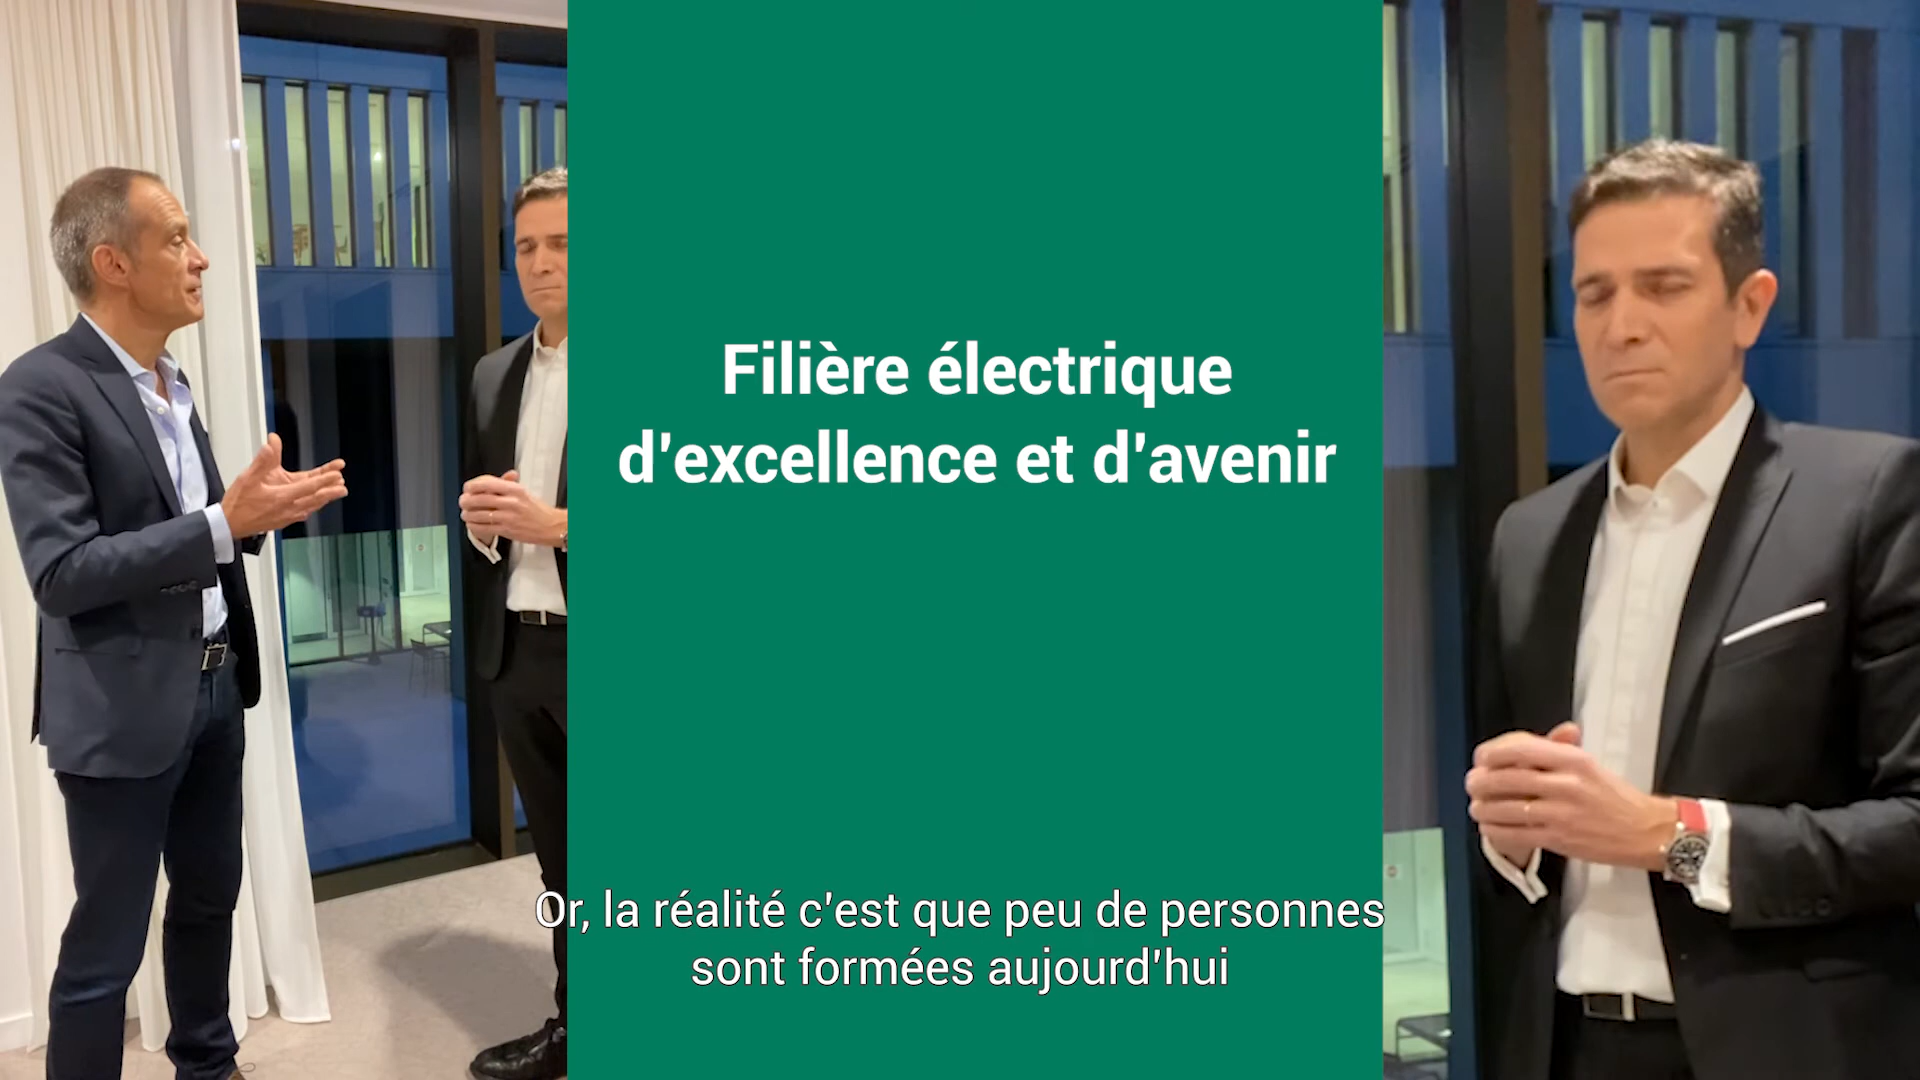 Filière électrique
d'excellence et d'avenir
Or, la réalité c'est que peu de personnes
sont formées aujourd'hui